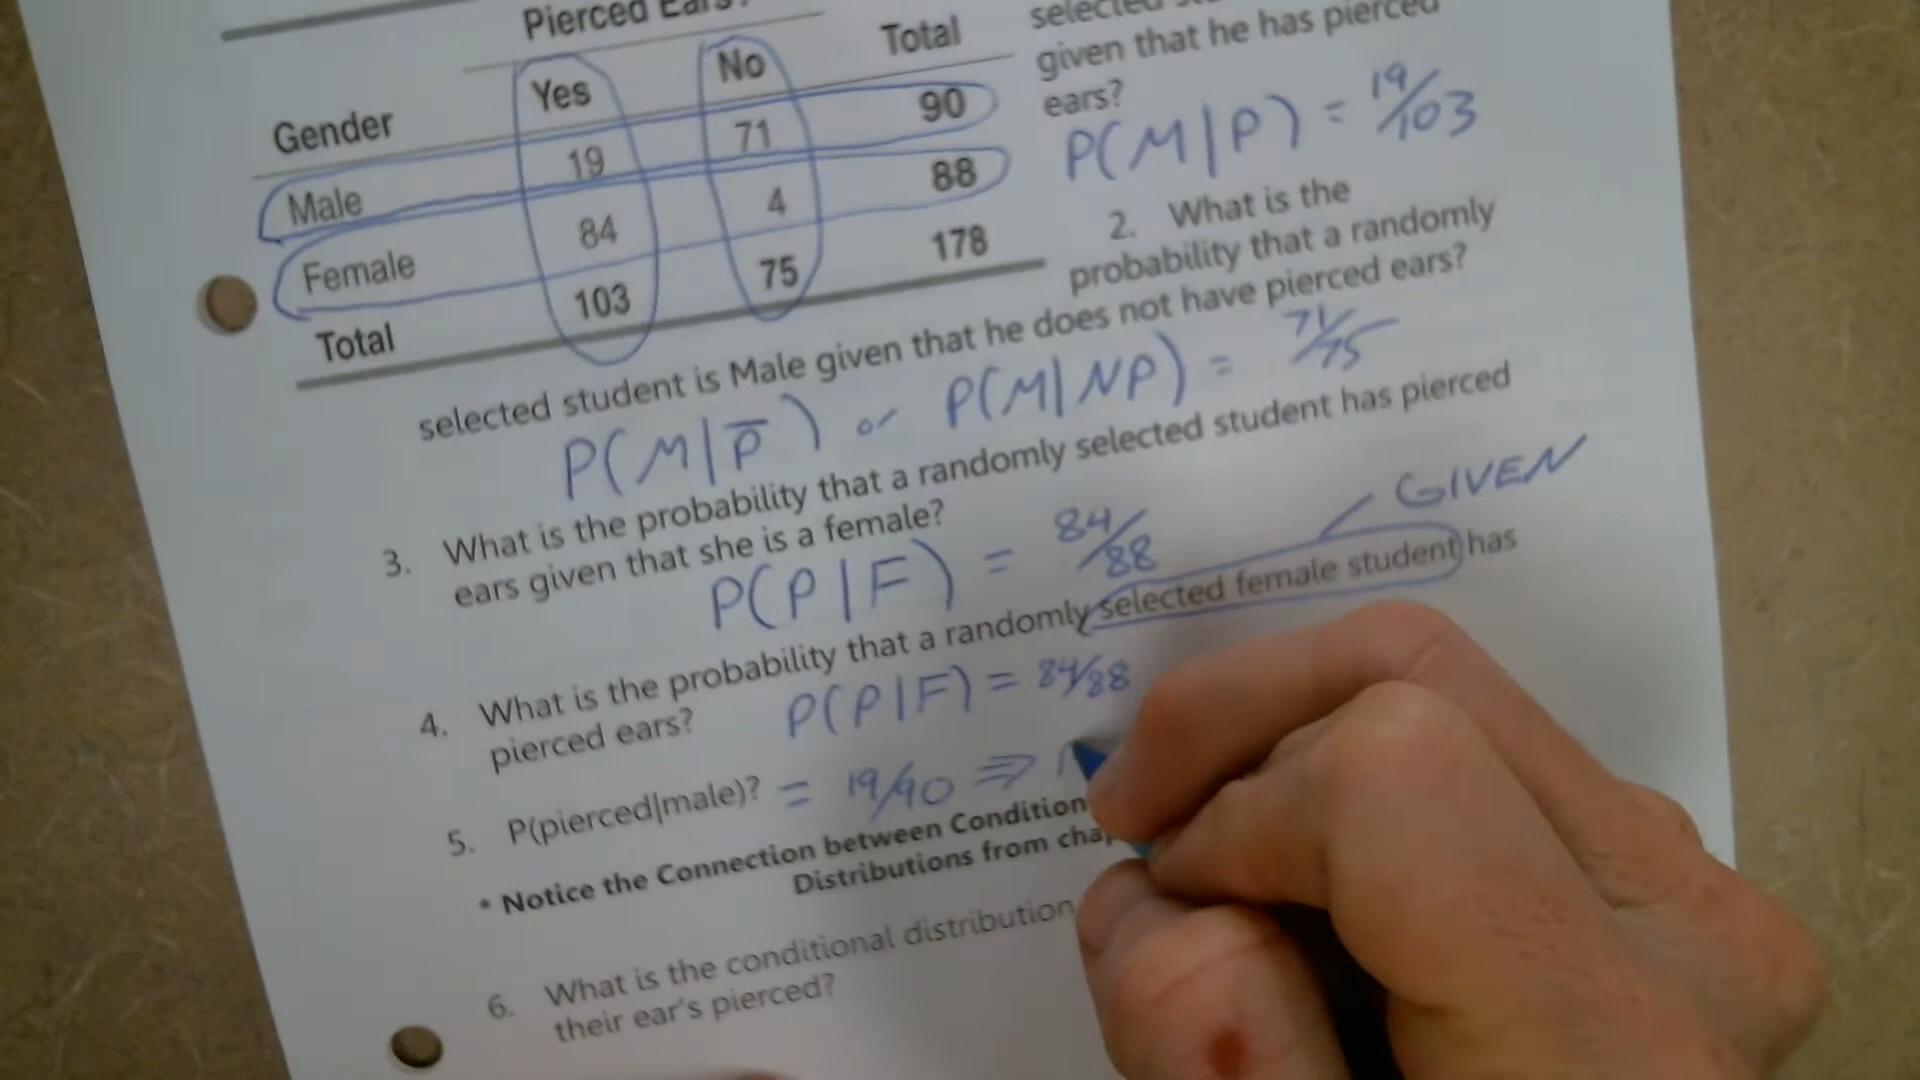 Pierced Ears?
Gender Yes No Total
Male 19 71 90
Female 84 4 88
Total 103 75 178
selected
given that he has pierced
ears?
P(M|P) = 19/103
2. What is the
probability that a randomly
selected student is Male given that he does not have pierced ears?
P(M|P̅) or P(M|NP) = 71/75
3. What is the probability that a randomly selected student has pierced
ears given that she is a female?
P(P|F) = 84/88
GIVEN
4. What is the probability that a randomly selected female student has
pierced ears?
P(P|F) = 84/88
5. P(pierced|male)? = 19/90 ⇒
* Notice the Connection between Condition
Distributions from cha
6. What is the conditional distribution
their ear's pierced?